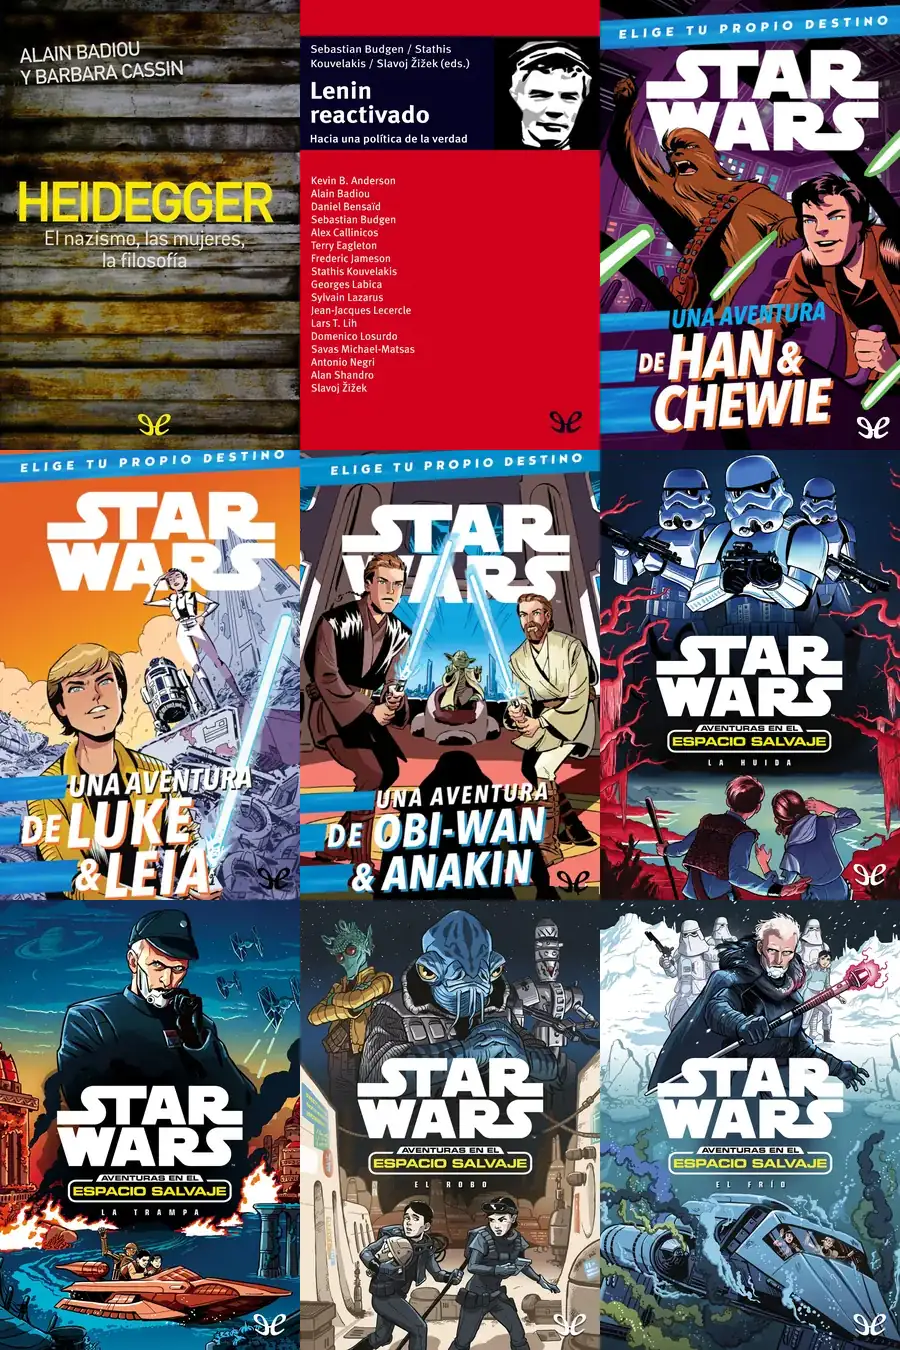 ALAIN BADIOU
Y BARBARA CASSIN
HEIDEGGER
El nazismo, las mujeres,
la filosofía
Sebastian Budgen / Stathis
Kouvelakis / Slavoj Žižek (eds.)
Lenin
reactivado
Hacia una política de la verdad
Kevin B. Anderson
Alain Badiou
Daniel Bensaïd
Sebastian Budgen
Alex Callinicos
Terry Eagleton
Frederic Jameson
Stathis Kouvelakis
Georges Labica
Sylvain Lazarus
Jean-Jacques Lecercle
Lars T. Lih
Domenico Losurdo
Savas Michael-Matsas
Antonio Negri
Alan Shandro
Slavoj Žižek
ELIGE TU PROPIO DESTINO
STAR
WARS
UNA AVENTURA
DE HAN &
CHEWIE
ELIGE TU PROPIO DESTINO
STAR
WARS
UNA AVENTURA
DE LUKE
& LEIA
ELIGE TU PROPIO DESTINO
STAR
WARS
UNA AVENTURA
DE OBI-WAN
& ANAKIN
STAR
WARS
AVENTURAS EN EL
ESPACIO SALVAJE
LA HUIDA
STAR
WARS
AVENTURAS EN EL
ESPACIO SALVAJE
LA TRAMPA
STAR
WARS
AVENTURAS EN EL
ESPACIO SALVAJE
EL ROBO
STAR
WARS
AVENTURAS EN EL
ESPACIO SALVAJE
EL FRÍO